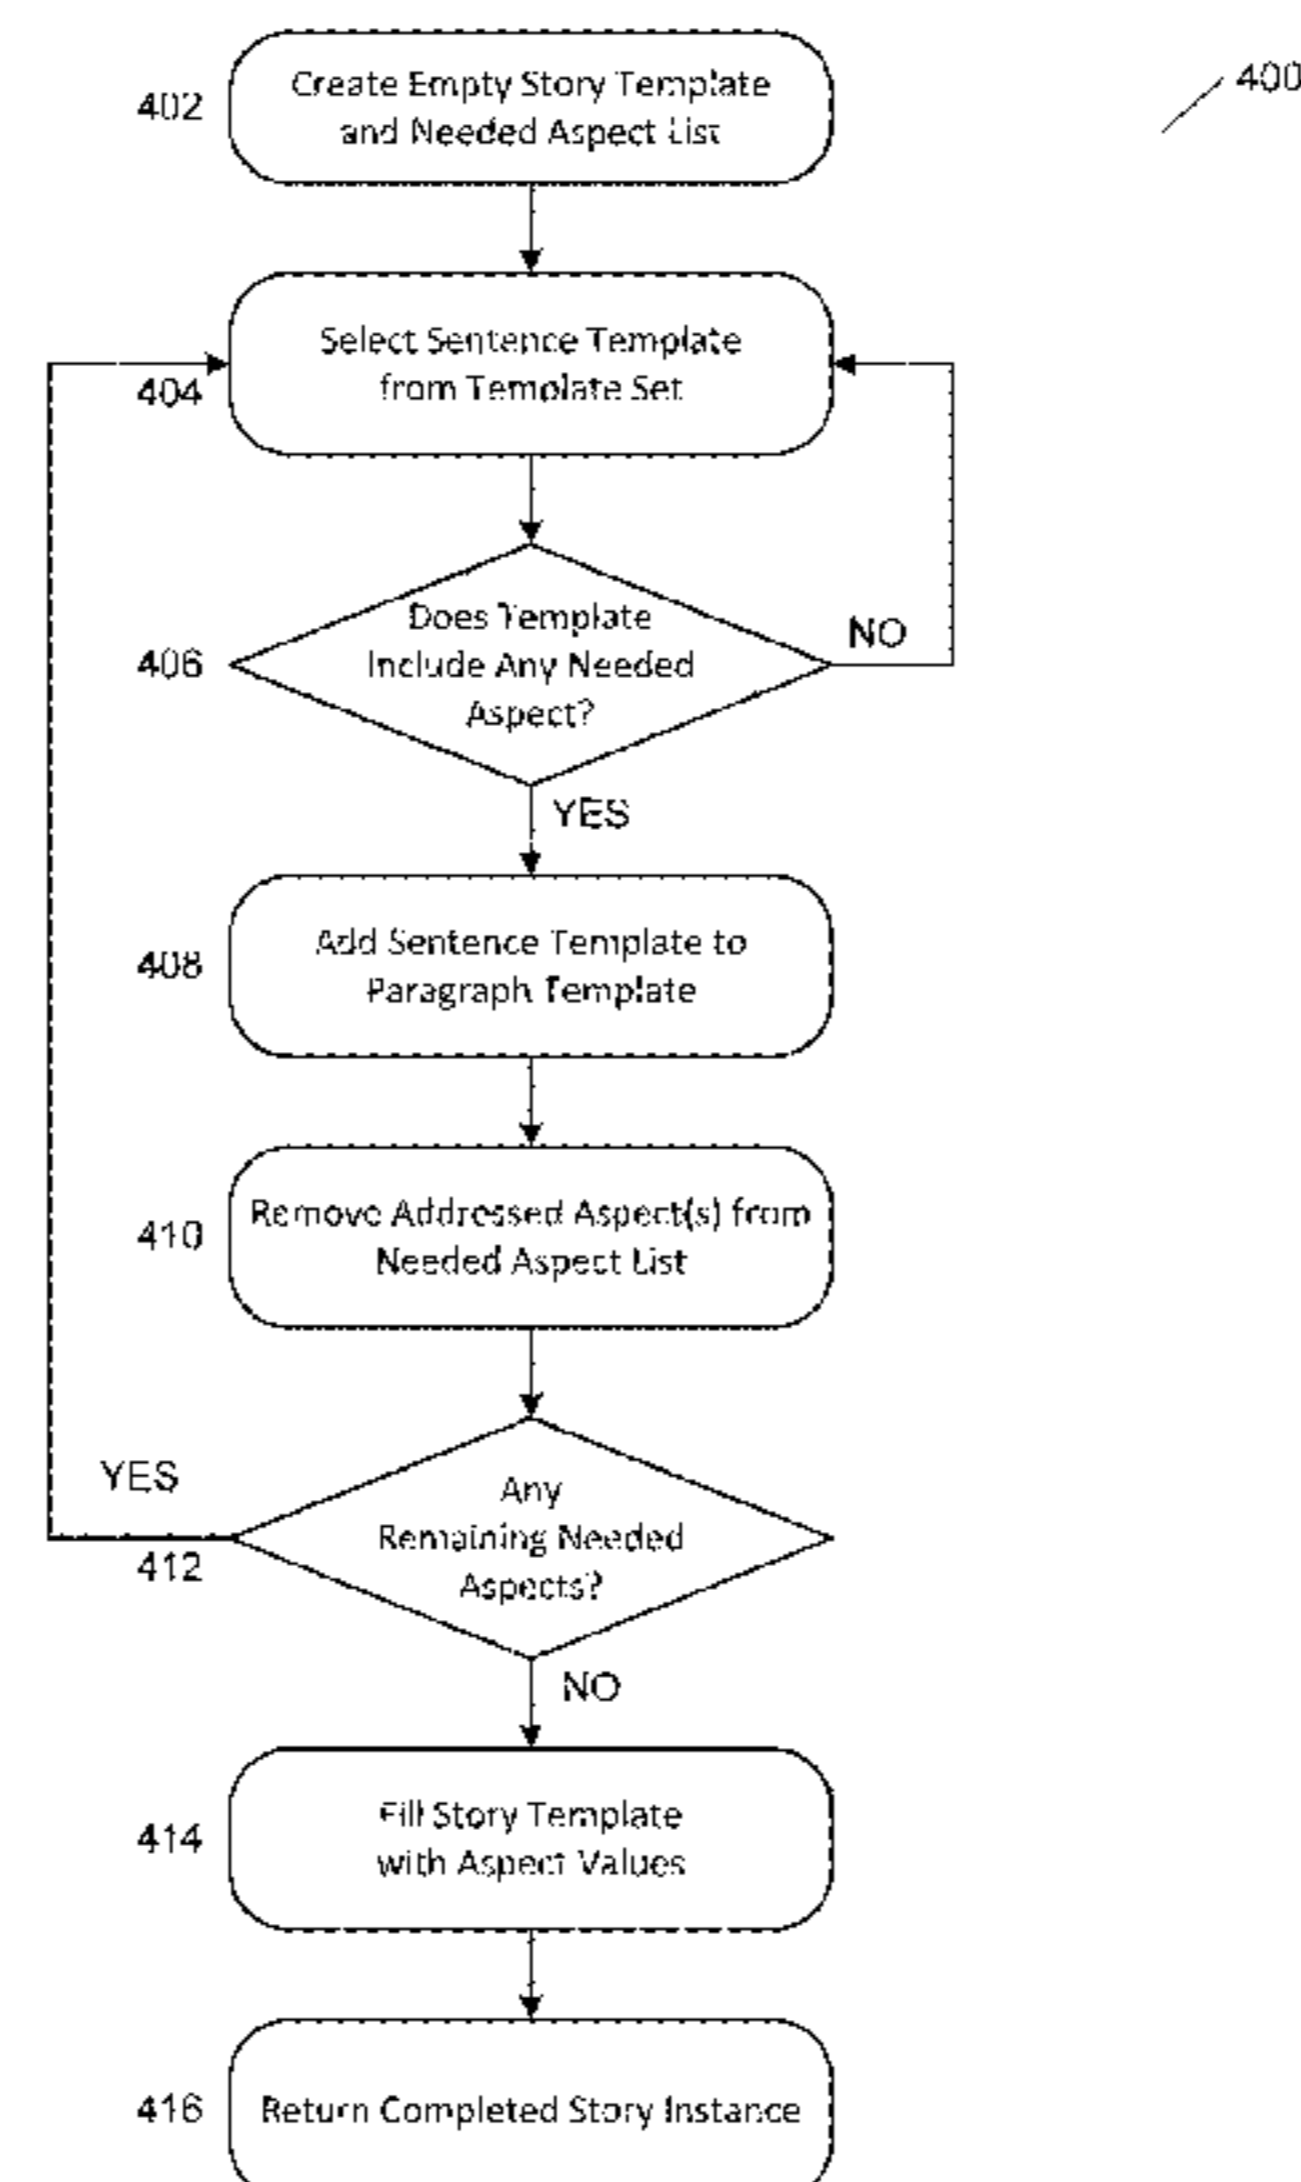 400
402
Create Empty Story Template
and Needed Aspect List
Select Sentence Template
404
from Template Set
Does Template
NO
406
Include Any Needed
Aspect?
YES
408
Add Sentence Template to
Paragraph Template
410
Remove Addressed Aspect(s) from
Needed Aspect List
YES
Any
Remaining Needed
412
Aspects?
NO
414
Fill Story Template
with Aspect Values
416
Return Completed Story Instance